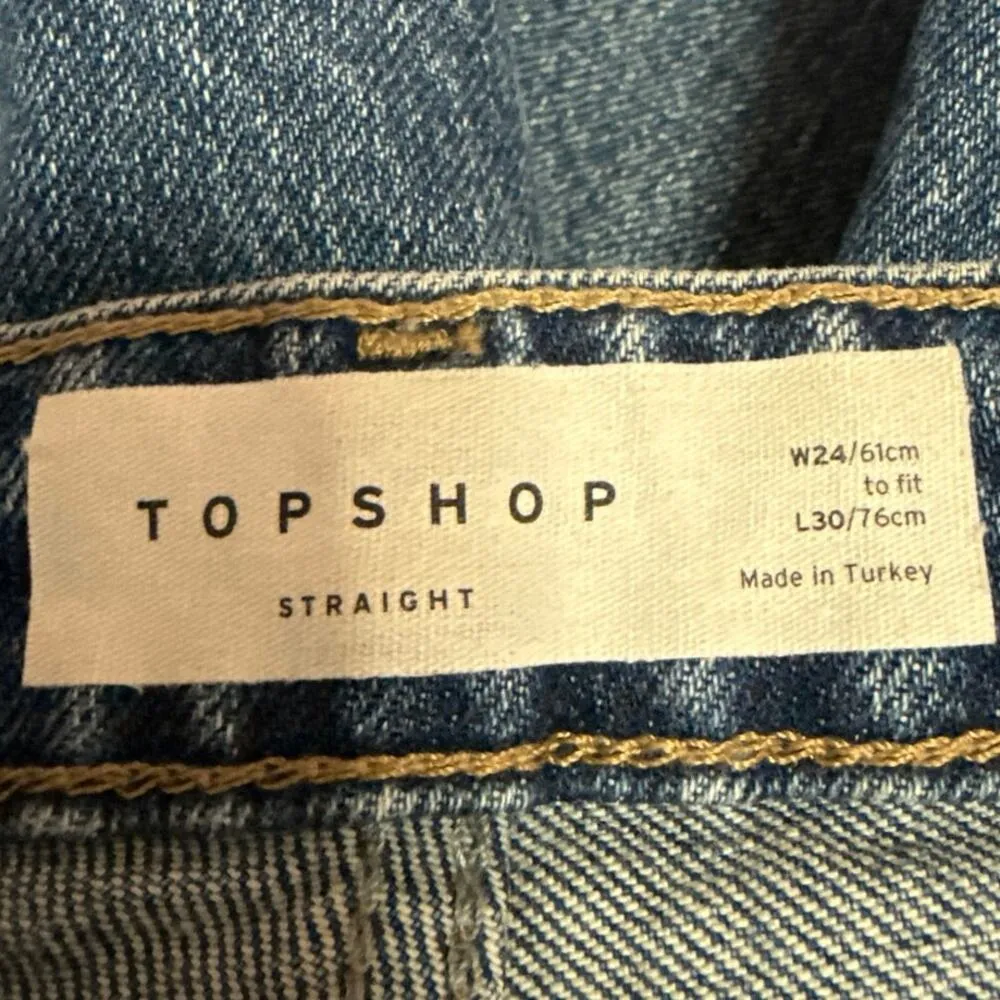 TOPSHOP
STRAIGHT
W24/61cm
to fit
L30/76cm
Made in Turkey